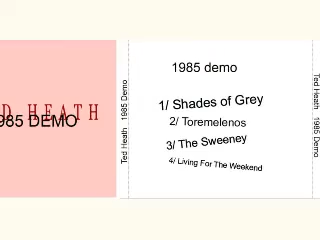 D HEATH
985 DEMO
Ted Heath 1985 Demo
1985 demo
1/ Shades of Grey
2/ Toremelenos
3/ The Sweeney
4/ Living For The Weekend
Ted Heath 1985 Demo